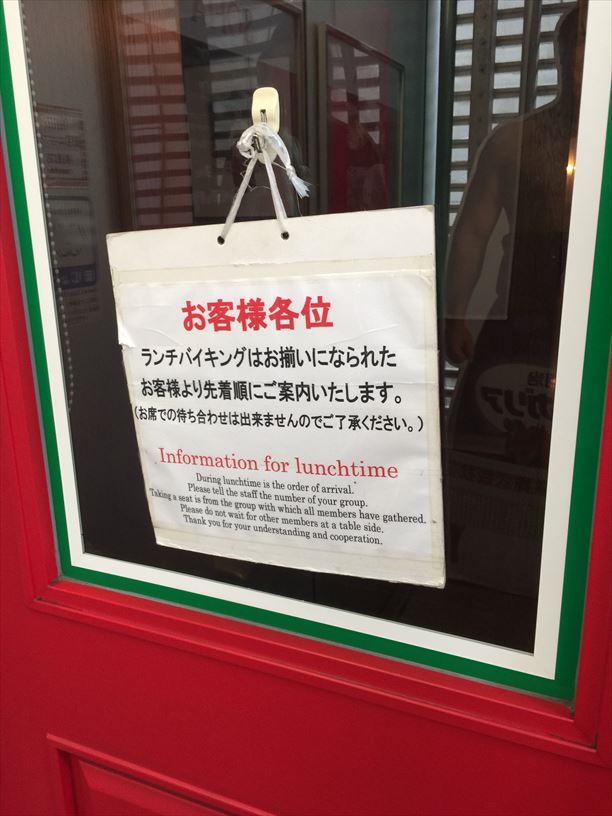 お客様各位
ランチバイキングはお揃いになられた
お客様より先着順にご案内いたします。
(お席での待ち合わせは出来ませんのでご了承ください。)
Information for lunchtime
During lunchtime is the order of arrival.
Please tell the staff the number of your group.
Taking a seat is from the group with which all members have gathered.
Please do not wait for other members at a table side.
Thank you for your understanding and cooperation.